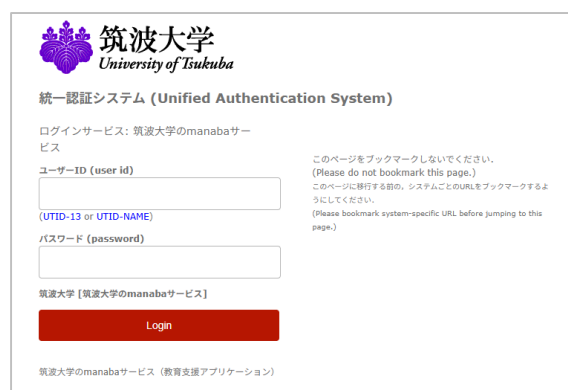 筑波大学
University of Tsukuba
統一認証システム (Unified Authentication System)
ログインサービス: 筑波大学のmanabaサー
ビス
ユーザーID (user id)
(UTID-13 or UTID-NAME)
パスワード (password)
筑波大学 [筑波大学のmanabaサービス]
Login
筑波大学のmanabaサービス（教育支援アプリケーション）
このページをブックマークしないでください．
(Please do not bookmark this page.)
このページに移行する前の，システムごとのURLをブックマークするよ
うにしてください．
(Please bookmark system-specific URL before jumping to this
page.)